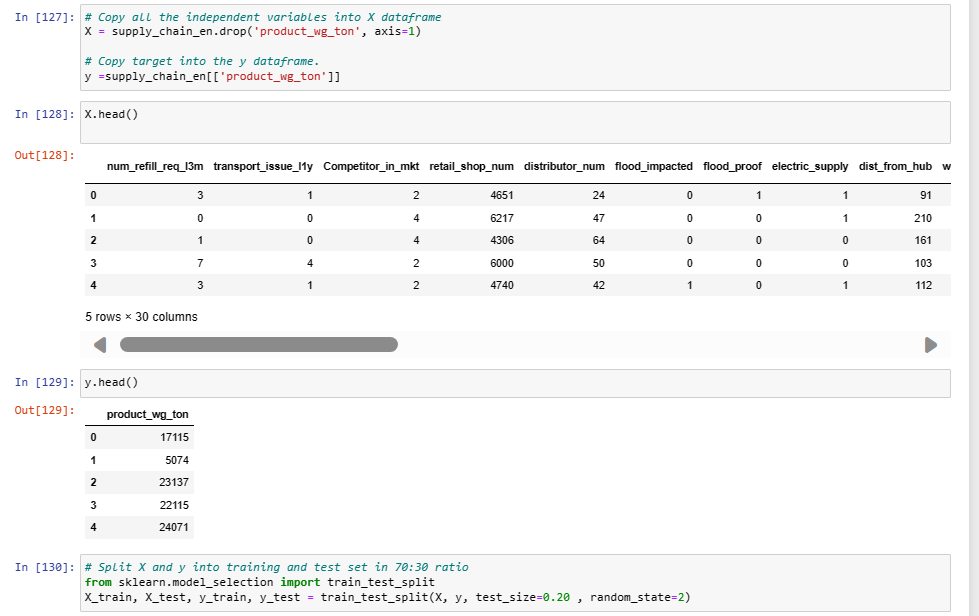 In [127]: # Copy all the independent variables into X dataframe
X = supply_chain_en.drop('product_wg_ton', axis=1)
# Copy target into the y dataframe.
y =supply_chain_en[['product_wg_ton']]
In [128]: X.head()
Out[128]:
num_refill_req_l3m transport_issue_l1y Competitor_in_mkt retail_shop_num distributor_num flood_impacted flood_proof electric_supply dist_from_hub w
0 3 1 2 4651 24 0 1 1 91
1 0 0 4 6217 47 0 0 1 210
2 1 0 4 4306 64 0 0 0 161
3 7 4 2 6000 50 0 0 0 103
4 3 1 2 4740 42 1 0 1 112
5 rows × 30 columns
In [129]: y.head()
Out[129]:
product_wg_ton
0 17115
1 5074
2 23137
3 22115
4 24071
In [130]: # Split X and y into training and test set in 70:30 ratio
from sklearn.model_selection import train_test_split
X_train, X_test, y_train, y_test = train_test_split(X, y, test_size=0.20 , random_state=2)